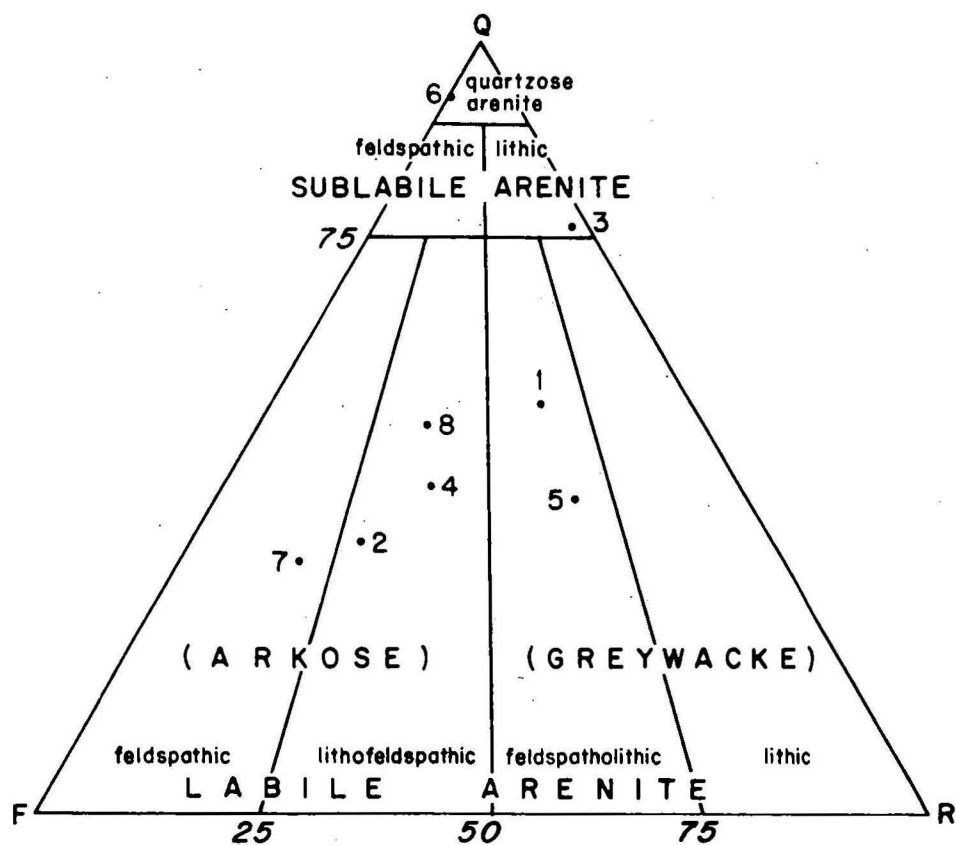 Q
6 quartzose
arenite
feldspathic lithic
SUBLABILE ARENITE
3
75
1
8
4
5
2
7
(ARKOSE) (GREYWACKE)
feldspathic lithofeldspathic feldspatholithic lithic
LABILE ARENITE
F R
25 50 75